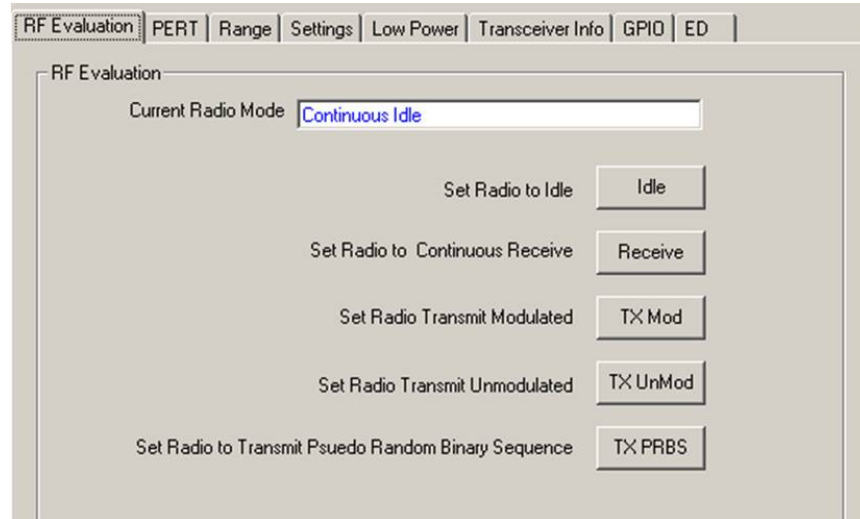 RF Evaluation PERT Range Settings Low Power Transceiver Info GPIO ED
RF Evaluation
Current Radio Mode Continuous Idle
Set Radio to Idle Idle
Set Radio to Continuous Receive Receive
Set Radio Transmit Modulated TX Mod
Set Radio Transmit Unmodulated TX UnMod
Set Radio to Transmit Psuedo Random Binary Sequence TX PRBS